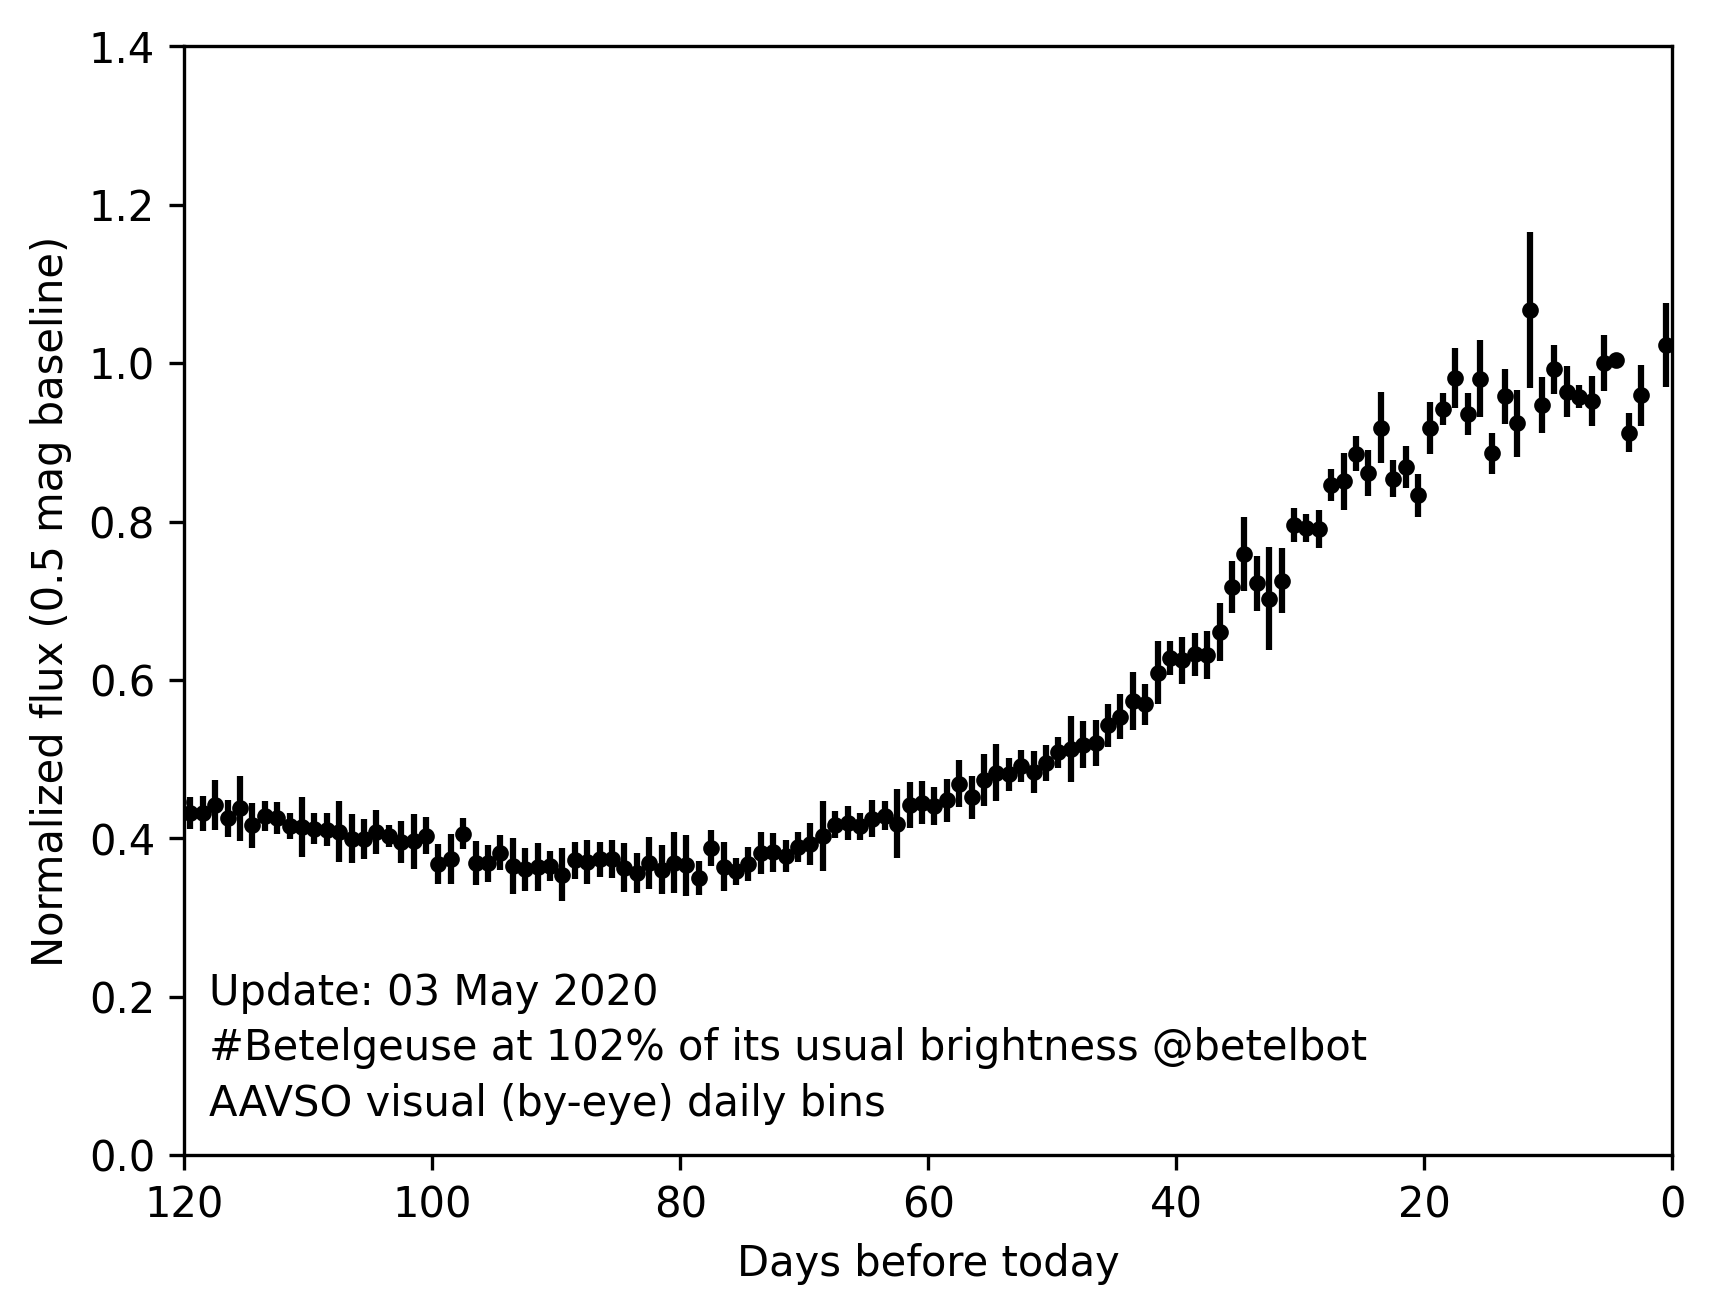 1.4
1.2
1.0
0.8
0.6
0.4
0.2
0.0
Normalized flux (0.5 mag baseline)
Update: 03 May 2020
#Betelgeuse at 102% of its usual brightness @betelbot
AAVSO visual (by-eye) daily bins
120 100 80 60 40 20 0
Days before today